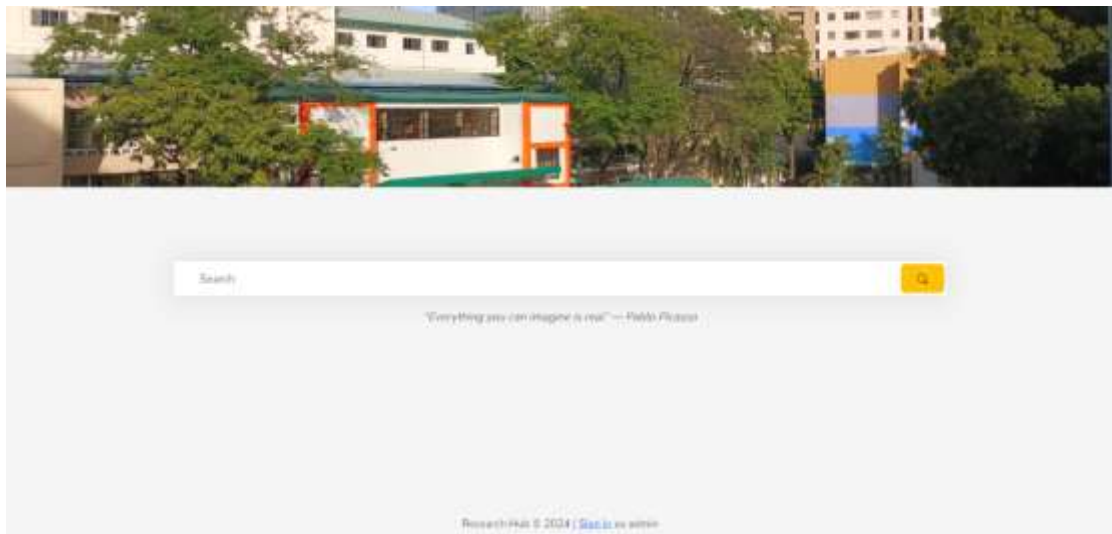 Search
"Everything you can imagine is real" — Pablo Picasso
Research Hub © 2024 | Sign in as admin